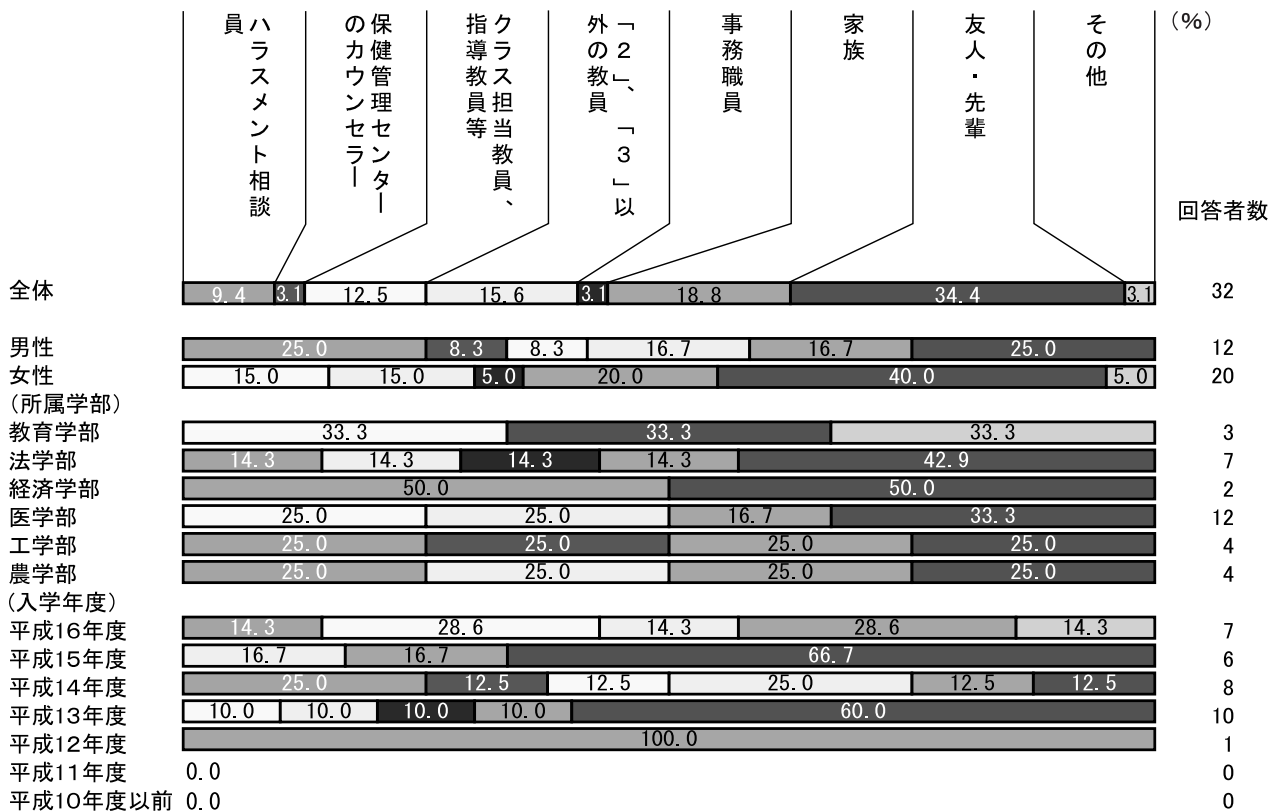 (%)
ハラスメント相談
員
保健管理センター
のカウンセラー
クラス担当教員、
指導教員等
「2」、「3」以
外の教員
事務職員
家族
友人・先輩
その他
回答者数
全体 9.4 3.1 12.5 15.6 3.1 18.8 34.4 3.1 32
男性 25.0 8.3 8.3 16.7 16.7 25.0 12
女性 15.0 15.0 5.0 20.0 40.0 5.0 20
(所属学部)
教育学部 33.3 33.3 33.3 3
法学部 14.3 14.3 14.3 14.3 42.9 7
経済学部 50.0 50.0 2
医学部 25.0 25.0 16.7 33.3 12
工学部 25.0 25.0 25.0 25.0 4
農学部 25.0 25.0 25.0 25.0 4
(入学年度)
平成16年度 14.3 28.6 14.3 28.6 14.3 7
平成15年度 16.7 16.7 66.7 6
平成14年度 25.0 12.5 12.5 25.0 12.5 12.5 8
平成13年度 10.0 10.0 10.0 10.0 60.0 10
平成12年度 100.0 1
平成11年度 0.0 0
平成10年度以前 0.0 0